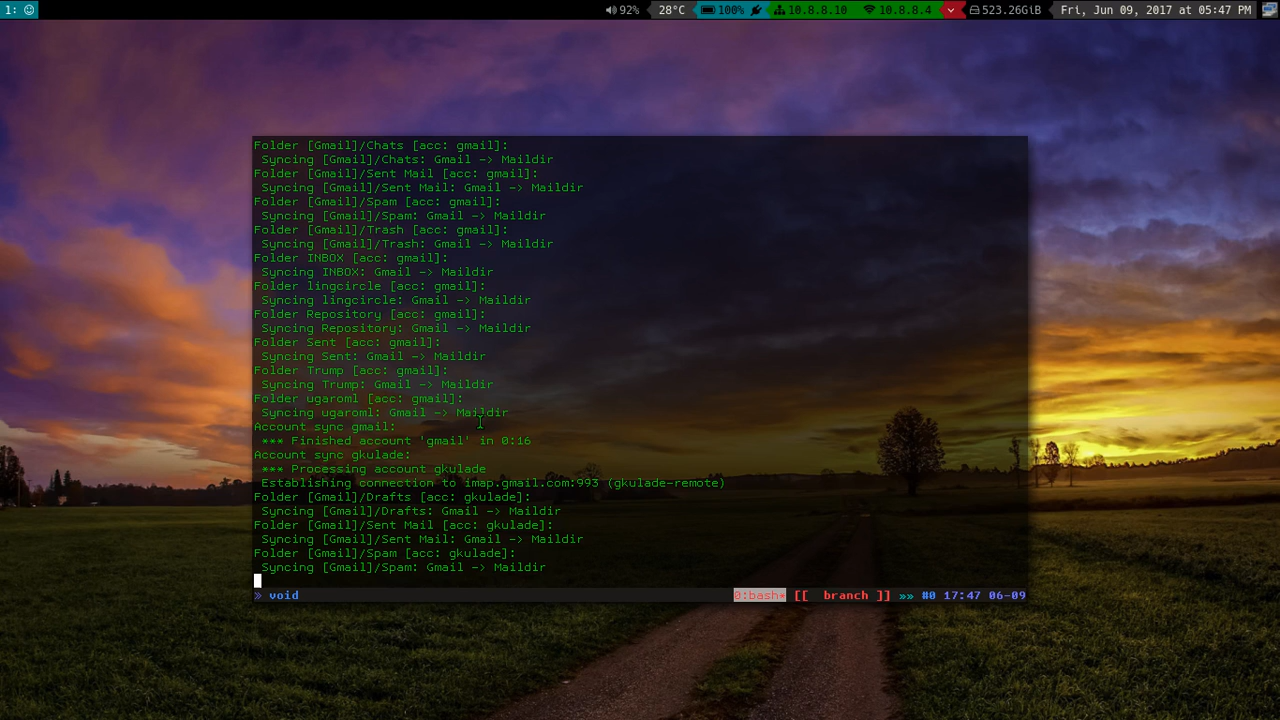 1: ☺ 92% 28°C 100% 10.8.8.10 10.8.8.4 523.26GiB Fri, Jun 09, 2017 at 05:47 PM
Folder [Gmail]/Chats [acc: gmail]:
Syncing [Gmail]/Chats: Gmail -> Maildir
Folder [Gmail]/Sent Mail [acc: gmail]:
Syncing [Gmail]/Sent Mail: Gmail -> Maildir
Folder [Gmail]/Spam [acc: gmail]:
Syncing [Gmail]/Spam: Gmail -> Maildir
Folder [Gmail]/Trash [acc: gmail]:
Syncing [Gmail]/Trash: Gmail -> Maildir
Folder INBOX [acc: gmail]:
Syncing INBOX: Gmail -> Maildir
Folder lingcircle [acc: gmail]:
Syncing lingcircle: Gmail -> Maildir
Folder Repository [acc: gmail]:
Syncing Repository: Gmail -> Maildir
Folder Sent [acc: gmail]:
Syncing Sent: Gmail -> Maildir
Folder Trump [acc: gmail]:
Syncing Trump: Gmail -> Maildir
Folder ugaroml [acc: gmail]:
Syncing ugaroml: Gmail -> Maildir
Account sync gmail:
*** Finished account 'gmail' in 0:16
Account sync gkulade:
*** Processing account gkulade
Establishing connection to imap.gmail.com:993 (gkulade-remote)
Folder [Gmail]/Drafts [acc: gkulade]:
Syncing [Gmail]/Drafts: Gmail -> Maildir
Folder [Gmail]/Sent Mail [acc: gkulade]:
Syncing [Gmail]/Sent Mail: Gmail -> Maildir
Folder [Gmail]/Spam [acc: gkulade]:
Syncing [Gmail]/Spam: Gmail -> Maildir
» void 0:bash* [[ branch ]] »» #0 17:47 06-09